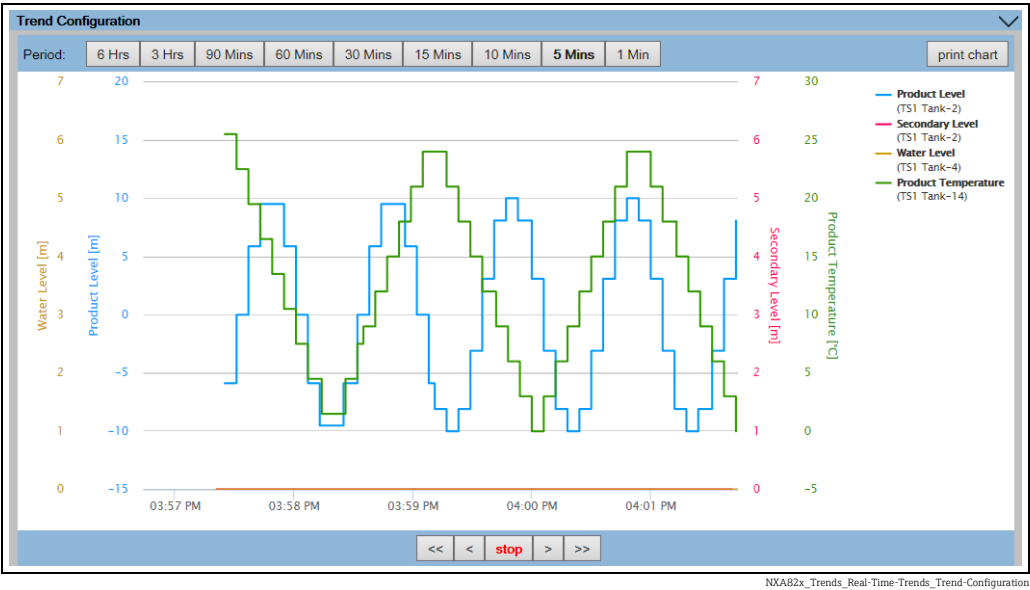 Trend Configuration
Period: 6 Hrs 3 Hrs 90 Mins 60 Mins 30 Mins 15 Mins 10 Mins 5 Mins 1 Min print chart
7 20 7 30
6 15 6 25
5 10 5 20
4 5 4 15
3 0 3 10
2 −5 2 5
1 −10 1 0
0 −15 0 −5
Water Level [m]
Product Level [m]
Secondary Level [m]
Product Temperature [°C]
03:57 PM 03:58 PM 03:59 PM 04:00 PM 04:01 PM
Product Level
(TS1 Tank-2)
Secondary Level
(TS1 Tank-2)
Water Level
(TS1 Tank-4)
Product Temperature
(TS1 Tank-14)
<< < stop > >>
NXA82x_Trends_Real-Time-Trends_Trend-Configuration